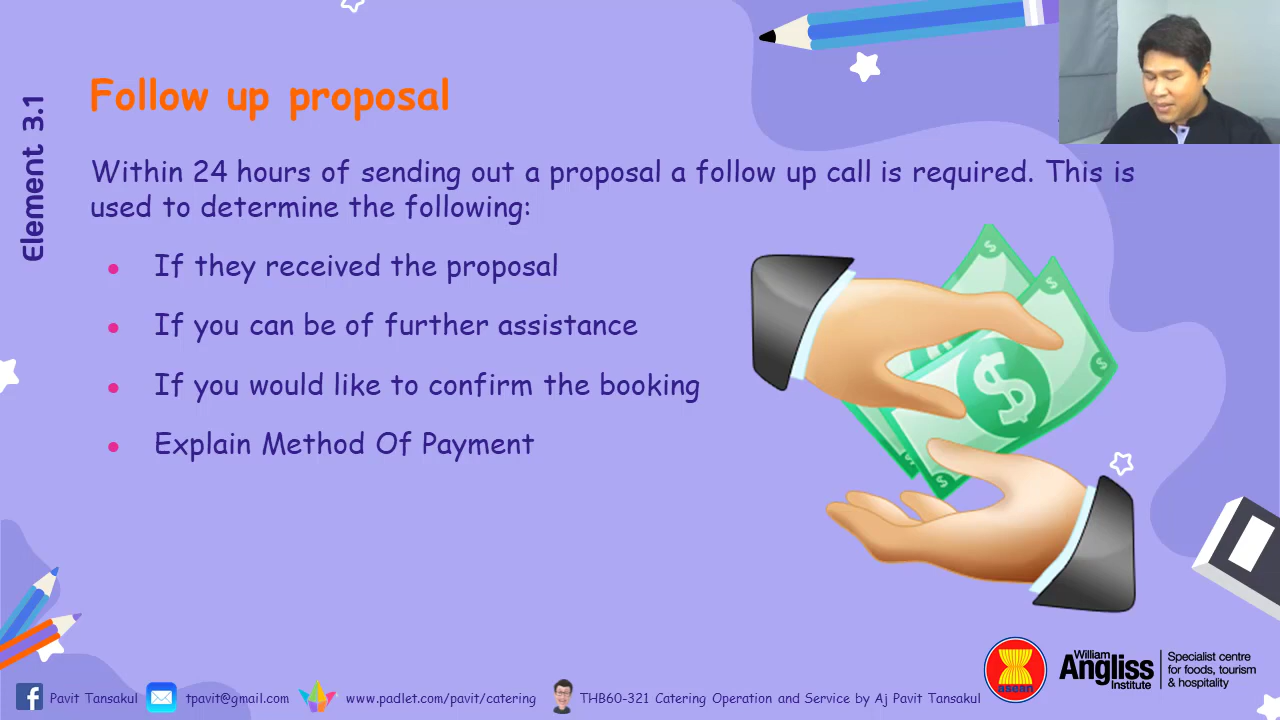 Element 3.1
Follow up proposal
Within 24 hours of sending out a proposal a follow up call is required. This is
used to determine the following:
If they received the proposal
If you can be of further assistance
If you would like to confirm the booking
Explain Method Of Payment
Pavit Tansakul
tpavit@gmail.com
www.padlet.com/pavit/catering
THB60-321 Catering Operation and Service by Aj Pavit Tansakul
asean
William
Angliss
Institute
Specialist centre
for foods, tourism
& hospitality